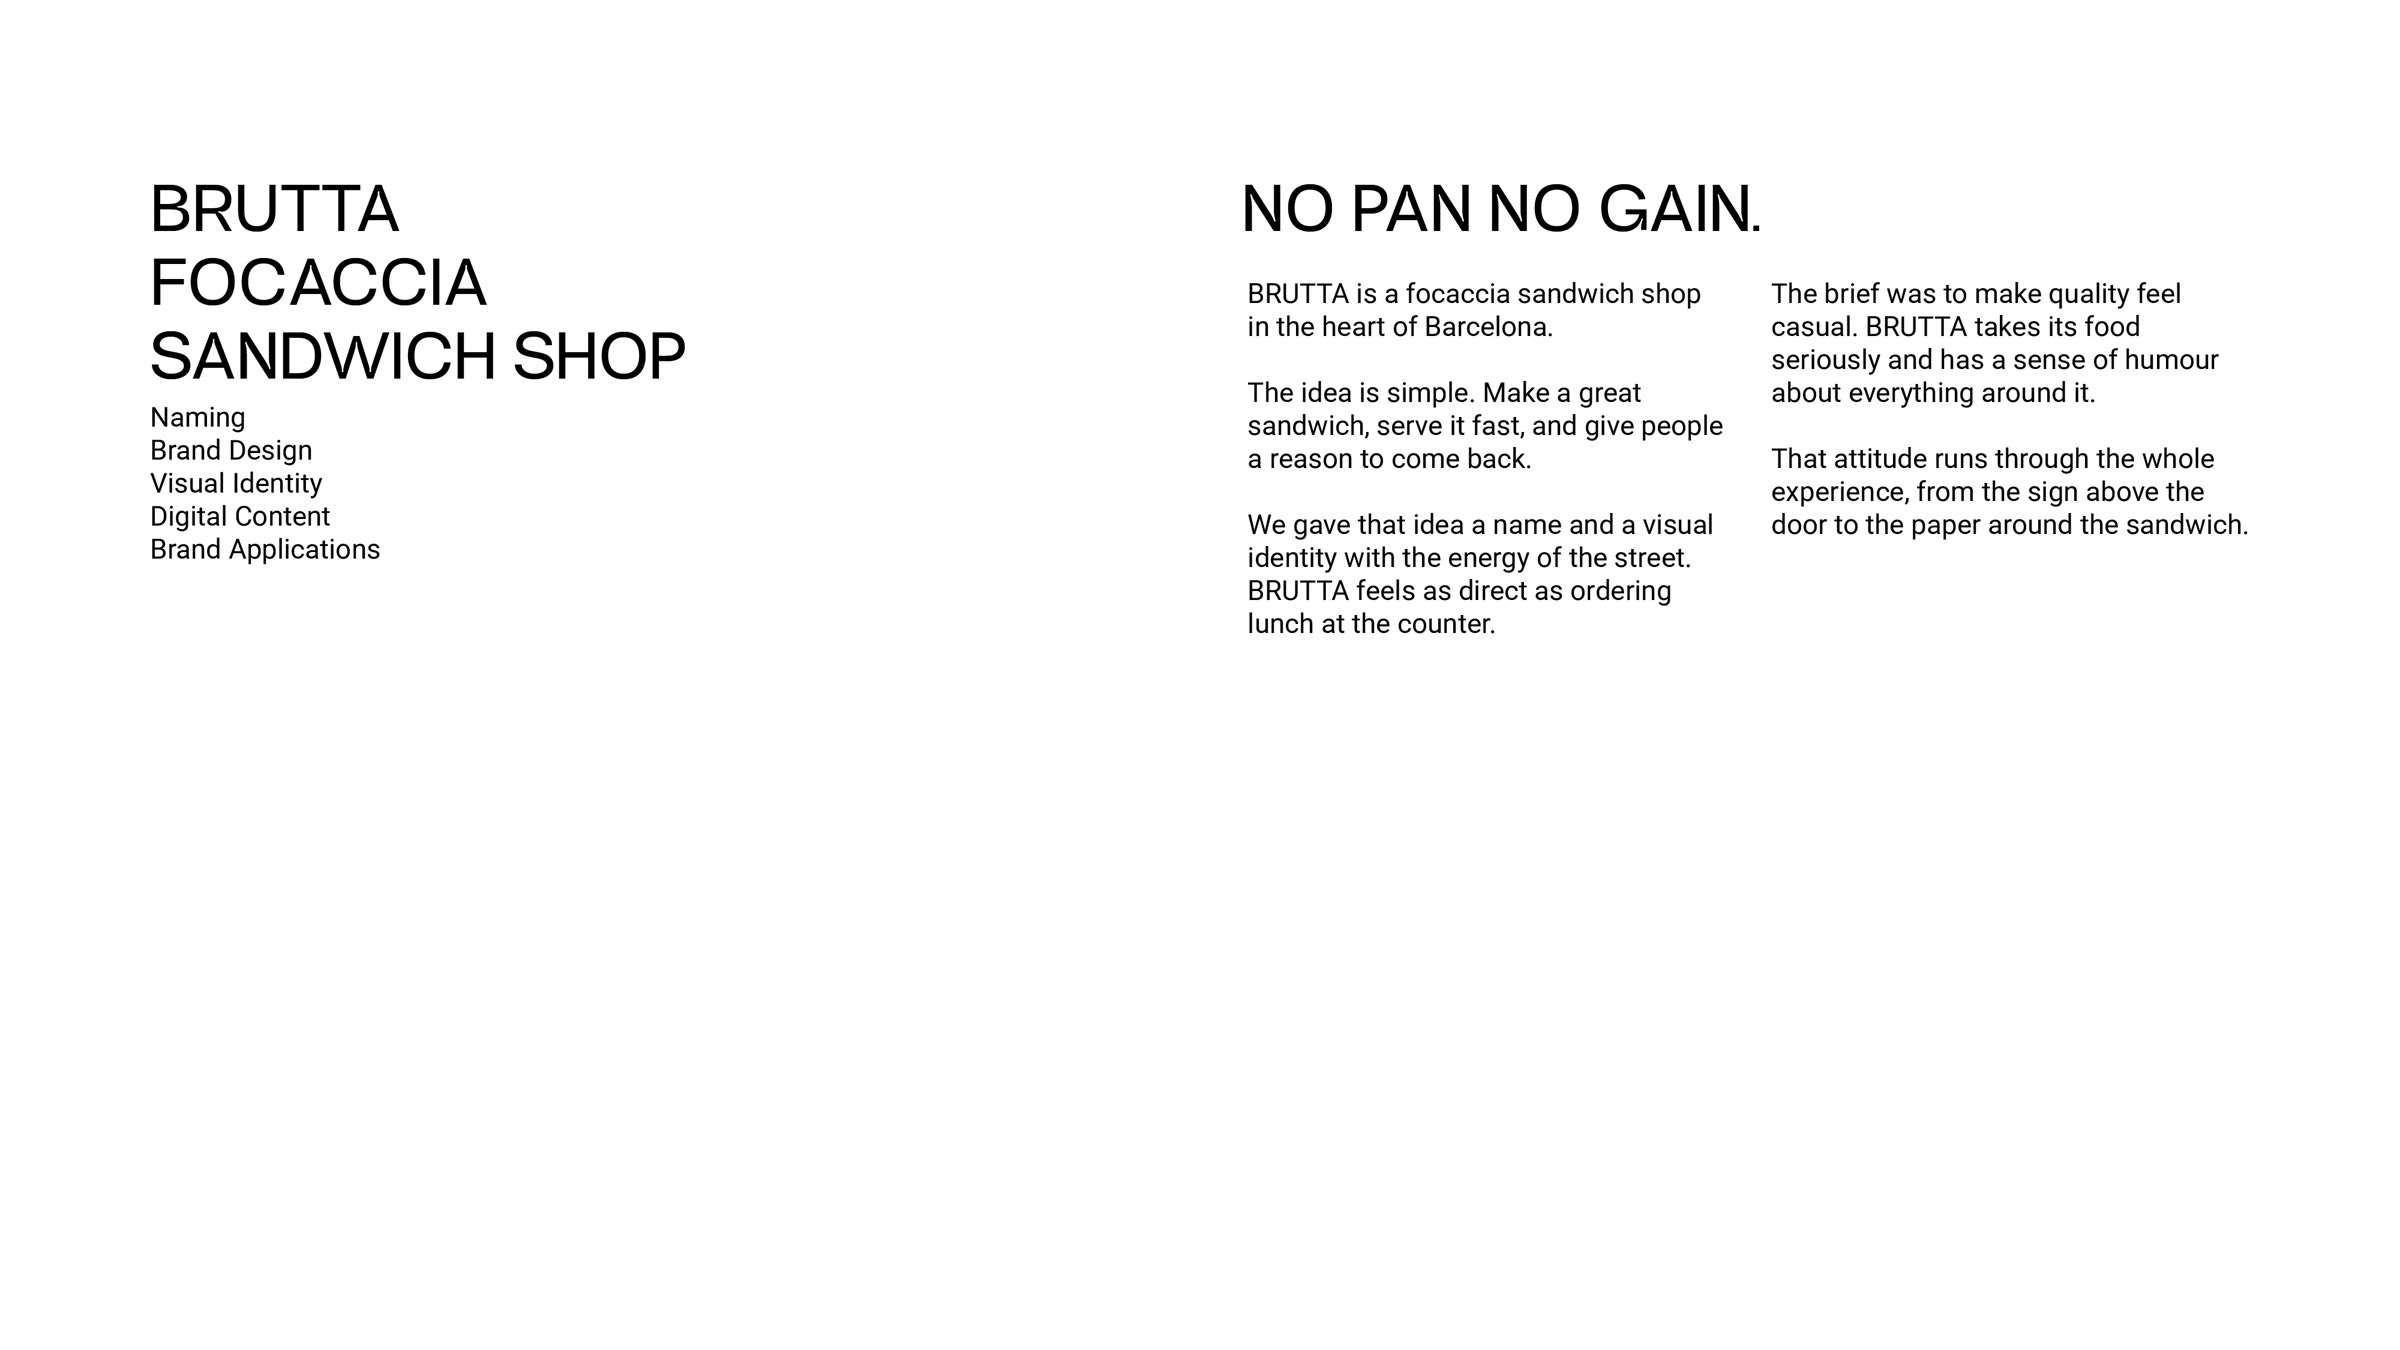 BRUTTA
FOCACCIA
SANDWICH SHOP
Naming
Brand Design
Visual Identity
Digital Content
Brand Applications
NO PAN NO GAIN.
BRUTTA is a focaccia sandwich shop
in the heart of Barcelona.
The idea is simple. Make a great
sandwich, serve it fast, and give people
a reason to come back.
We gave that idea a name and a visual
identity with the energy of the street.
BRUTTA feels as direct as ordering
lunch at the counter.
The brief was to make quality feel
casual. BRUTTA takes its food
seriously and has a sense of humour
about everything around it.
That attitude runs through the whole
experience, from the sign above the
door to the paper around the sandwich.